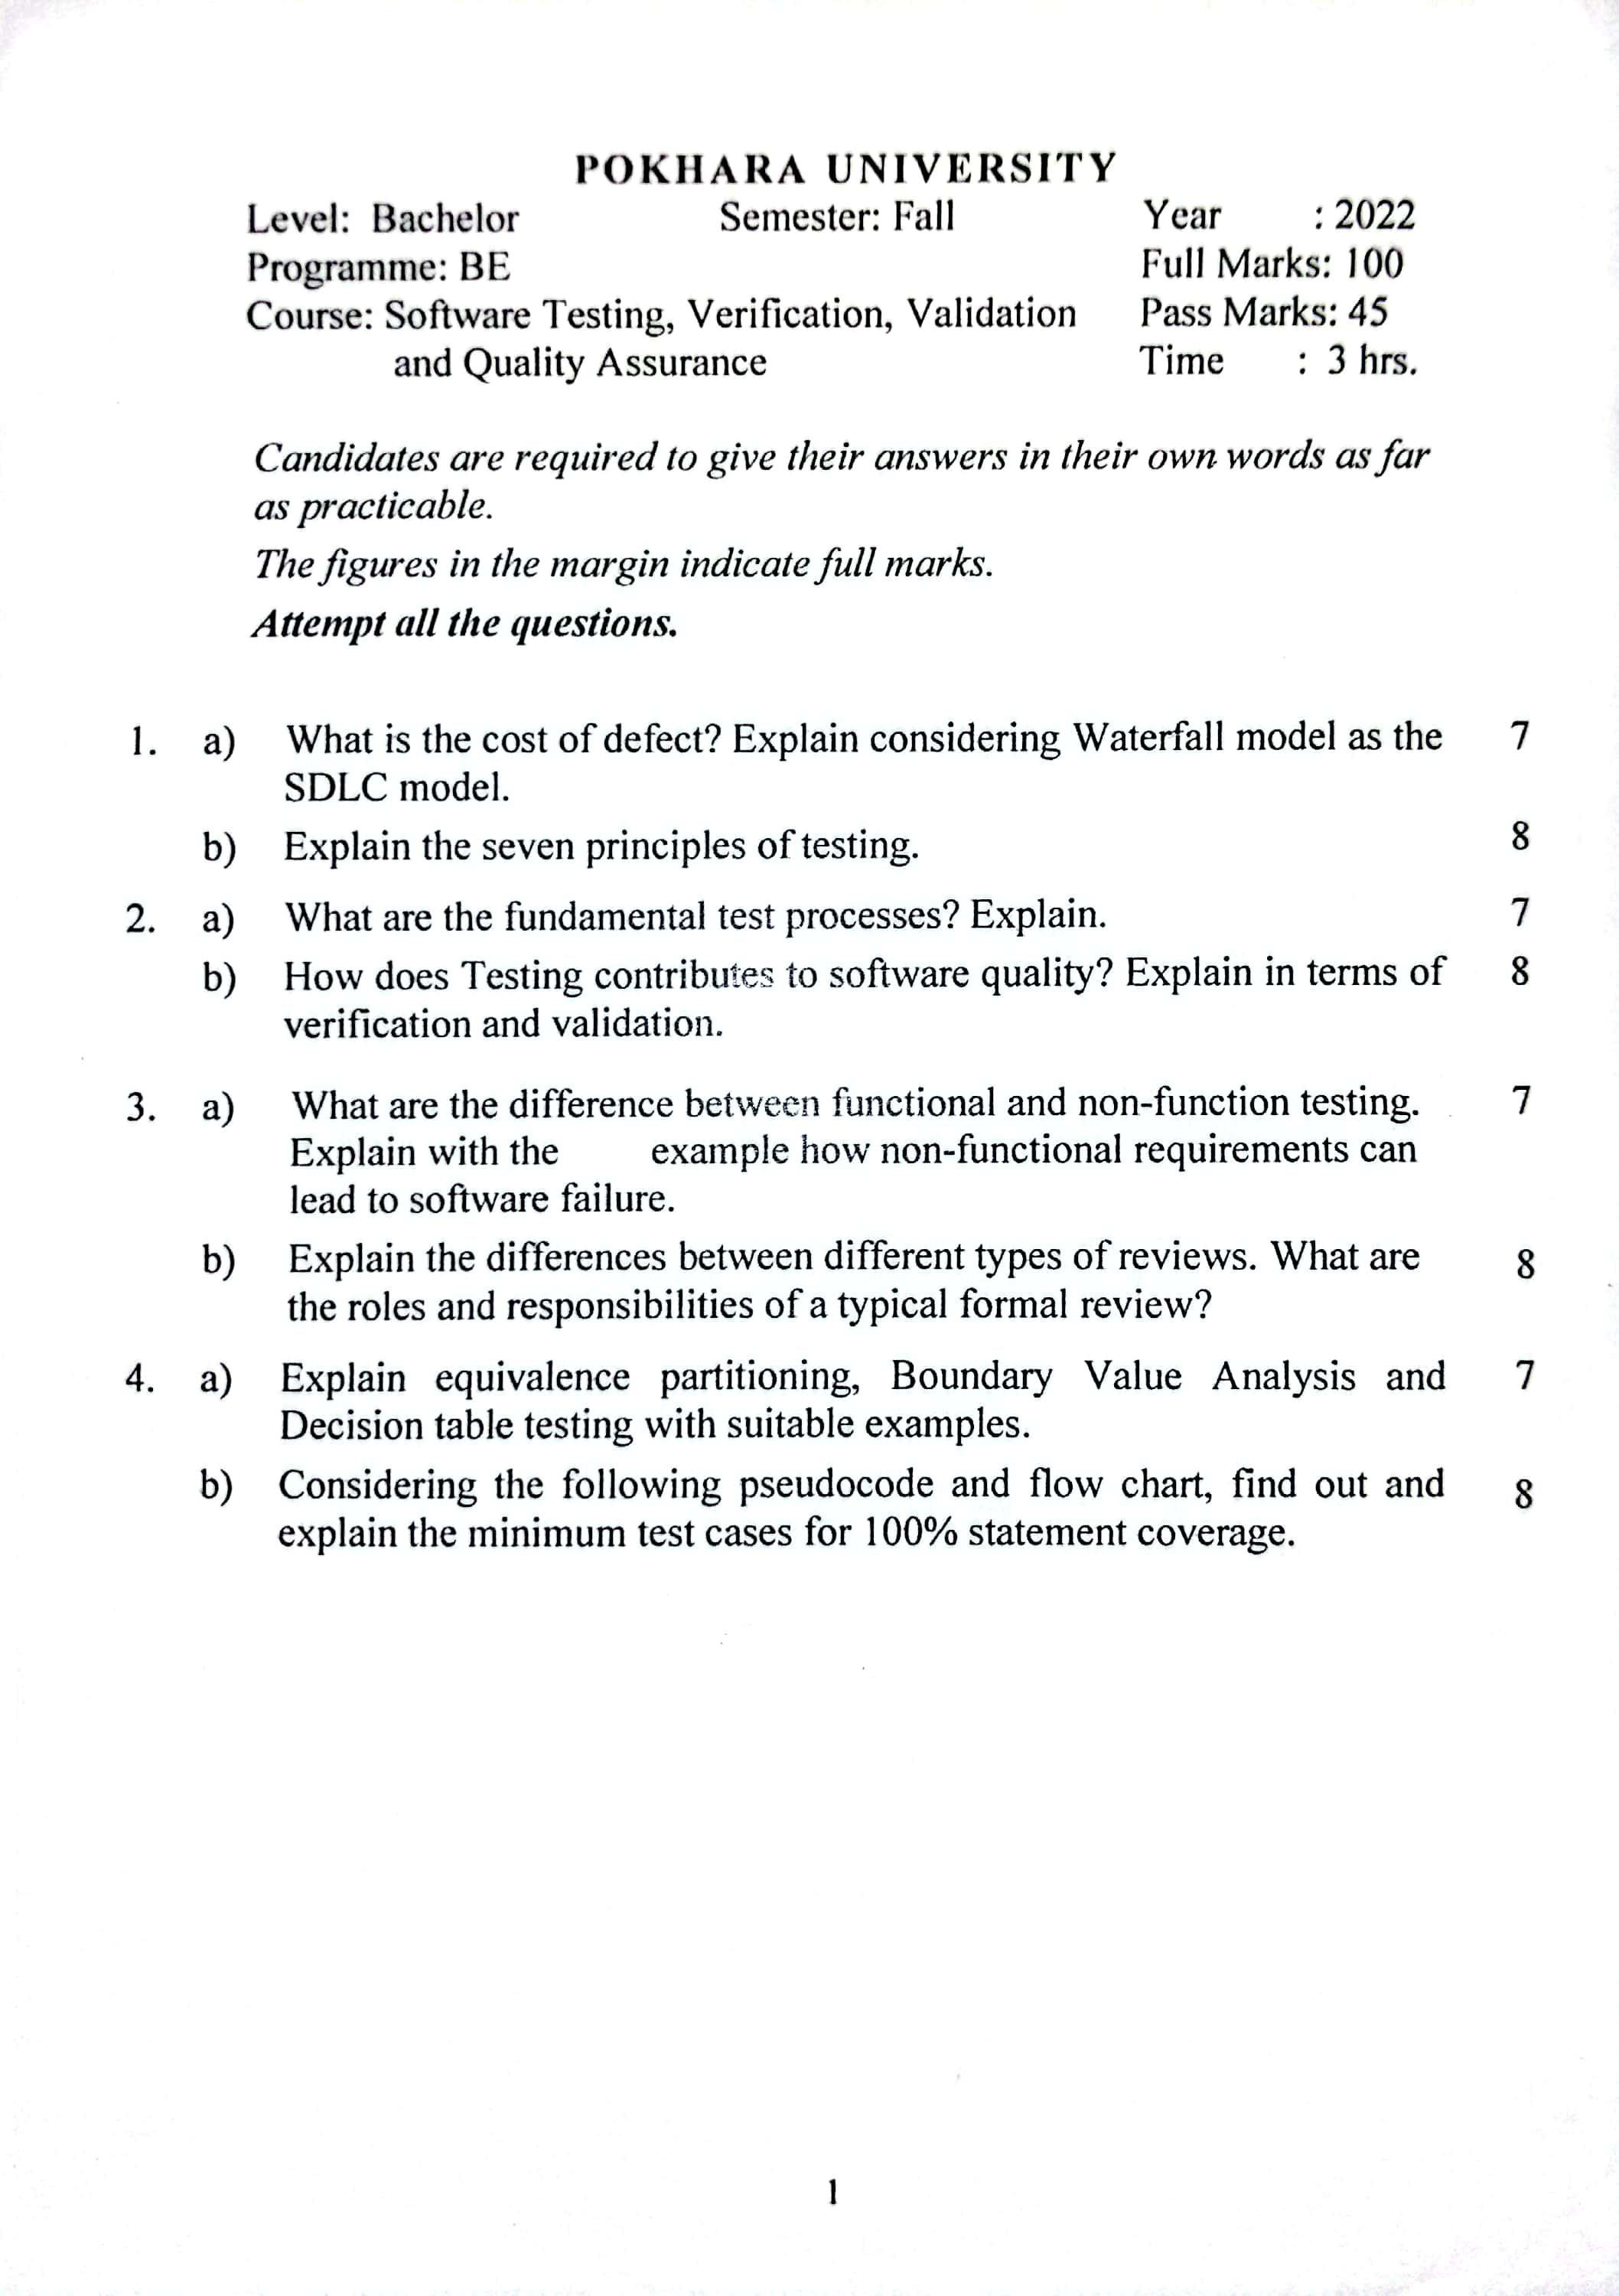 POKHARA UNIVERSITY
Level: Bachelor Semester: Fall Year : 2022
Programme: BE Full Marks: 100
Course: Software Testing, Verification, Validation Pass Marks: 45
and Quality Assurance Time : 3 hrs.
Candidates are required to give their answers in their own words as far
as practicable.
The figures in the margin indicate full marks.
Attempt all the questions.
1. a) What is the cost of defect? Explain considering Waterfall model as the 7
SDLC model.
b) Explain the seven principles of testing. 8
2. a) What are the fundamental test processes? Explain. 7
b) How does Testing contributes to software quality? Explain in terms of 8
verification and validation.
3. a) What are the difference between functional and non-function testing. 7
Explain with the example how non-functional requirements can
lead to software failure.
b) Explain the differences between different types of reviews. What are 8
the roles and responsibilities of a typical formal review?
4. a) Explain equivalence partitioning, Boundary Value Analysis and 7
Decision table testing with suitable examples.
b) Considering the following pseudocode and flow chart, find out and 8
explain the minimum test cases for 100% statement coverage.
1